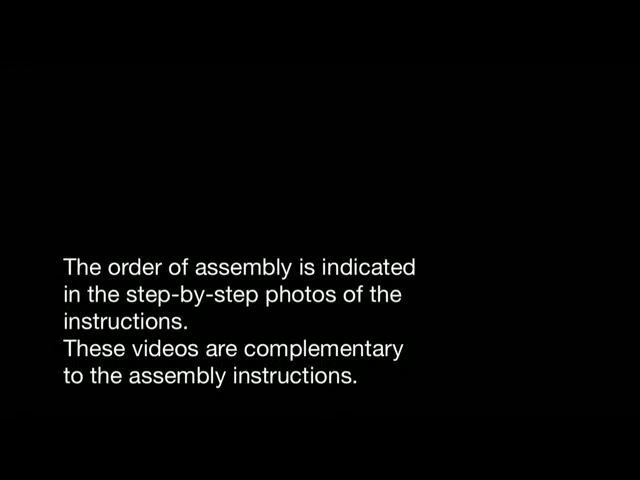 The order of assembly is indicated
in the step-by-step photos of the
instructions.
These videos are complementary
to the assembly instructions.